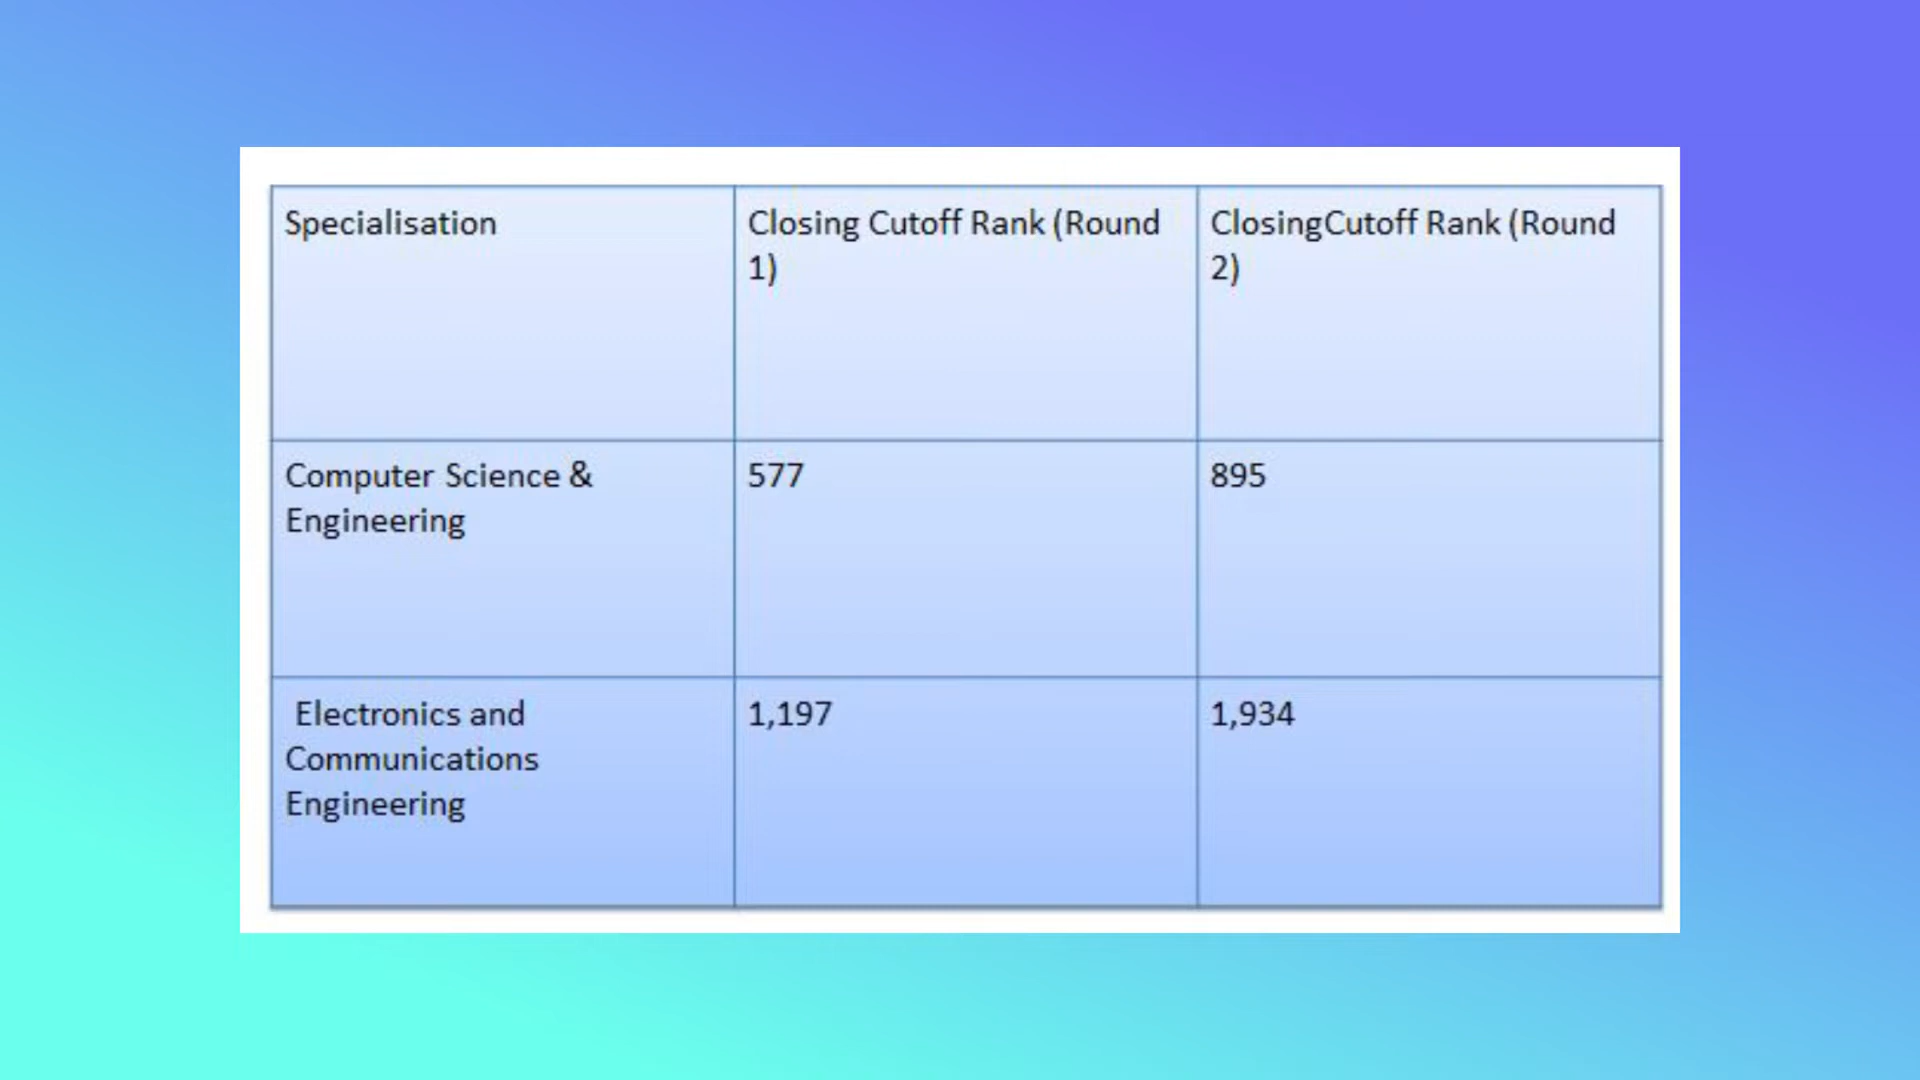 Specialisation
Closing Cutoff Rank (Round
1)
ClosingCutoff Rank (Round
2)
Computer Science &
Engineering
577
895
Electronics and
Communications
Engineering
1,197
1,934